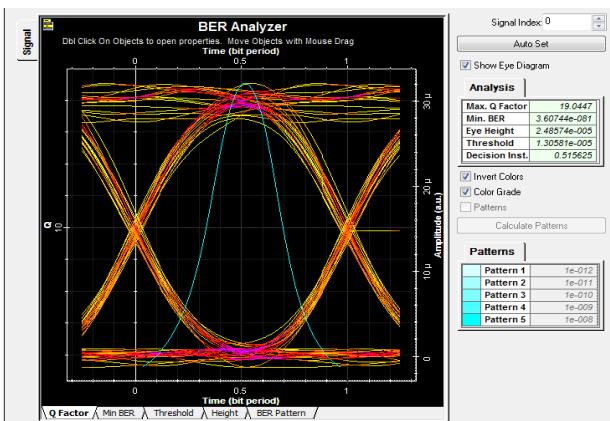 Signal
BER Analyzer
Dbl Click On Objects to open properties. Move Objects with Mouse Drag
Time (bit period)
0 0.5 1
Q
10
30 µ
20 µ
10 µ
0
Amplitude (a.u.)
0 0.5 1
Time (bit period)
Q Factor Min BER Threshold Height BER Pattern
Signal Index: 0
Auto Set
Show Eye Diagram
Analysis
Max. Q Factor 19.0447
Min. BER 3.60744e-081
Eye Height 2.48574e-005
Threshold 1.30581e-005
Decision Inst. 0.515625
Invert Colors
Color Grade
Patterns
Calculate Patterns
Patterns
Pattern 1 1e-012
Pattern 2 1e-011
Pattern 3 1e-010
Pattern 4 1e-009
Pattern 5 1e-008